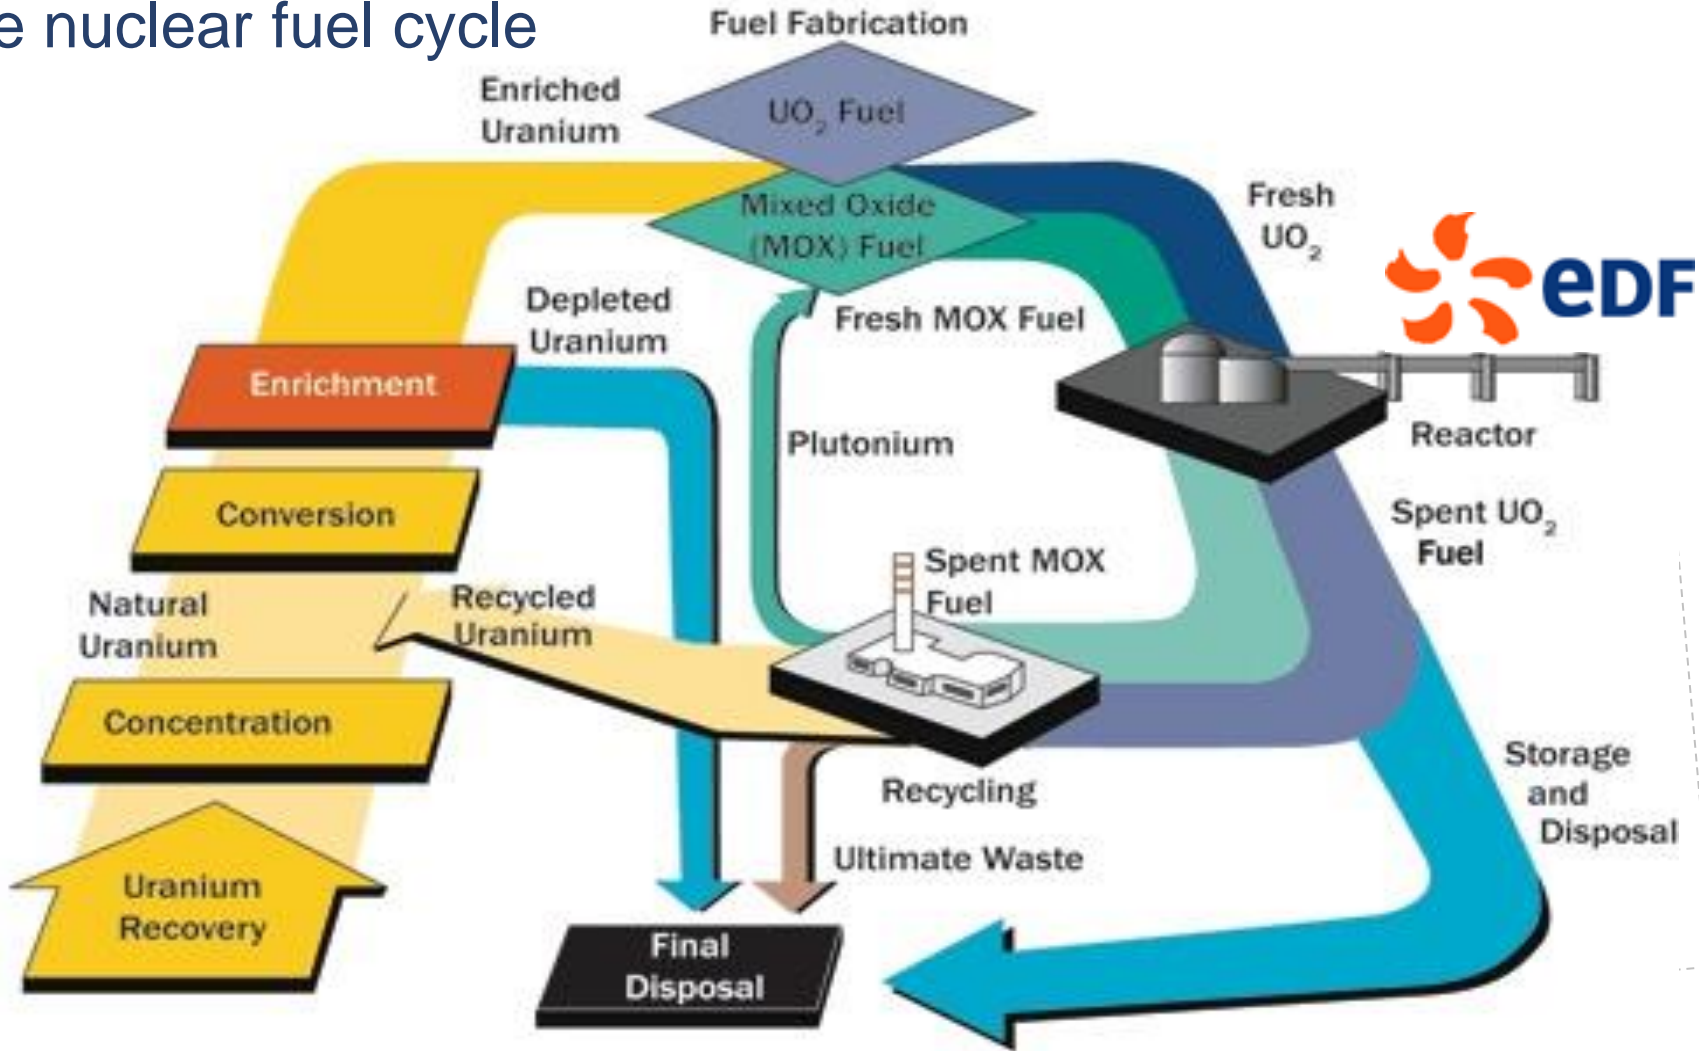 e nuclear fuel cycle
Fuel Fabrication
Enriched
Uranium
UO₂ Fuel
Mixed Oxide
(MOX) Fuel
Fresh
UO₂
eDF
Depleted
Uranium
Fresh MOX Fuel
Enrichment
Plutonium
Reactor
Conversion
Spent UO₂
Fuel
Spent MOX
Fuel
Natural
Uranium
Recycled
Uranium
Concentration
Recycling
Storage
and
Disposal
Ultimate Waste
Uranium
Recovery
Final
Disposal